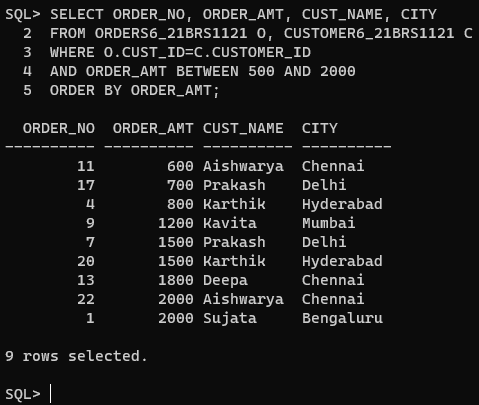 SQL> SELECT ORDER_NO, ORDER_AMT, CUST_NAME, CITY
  2  FROM ORDERS6_21BRS1121 O, CUSTOMER6_21BRS1121 C
  3  WHERE O.CUST_ID=C.CUSTOMER_ID
  4  AND ORDER_AMT BETWEEN 500 AND 2000
  5  ORDER BY ORDER_AMT;

  ORDER_NO  ORDER_AMT CUST_NAME  CITY
---------- ---------- ---------- ----------
        11        600 Aishwarya  Chennai
        17        700 Prakash    Delhi
         4        800 Karthik    Hyderabad
         9       1200 Kavita     Mumbai
         7       1500 Prakash    Delhi
        20       1500 Karthik    Hyderabad
        13       1800 Deepa      Chennai
        22       2000 Aishwarya  Chennai
         1       2000 Sujata     Bengaluru

9 rows selected.

SQL>